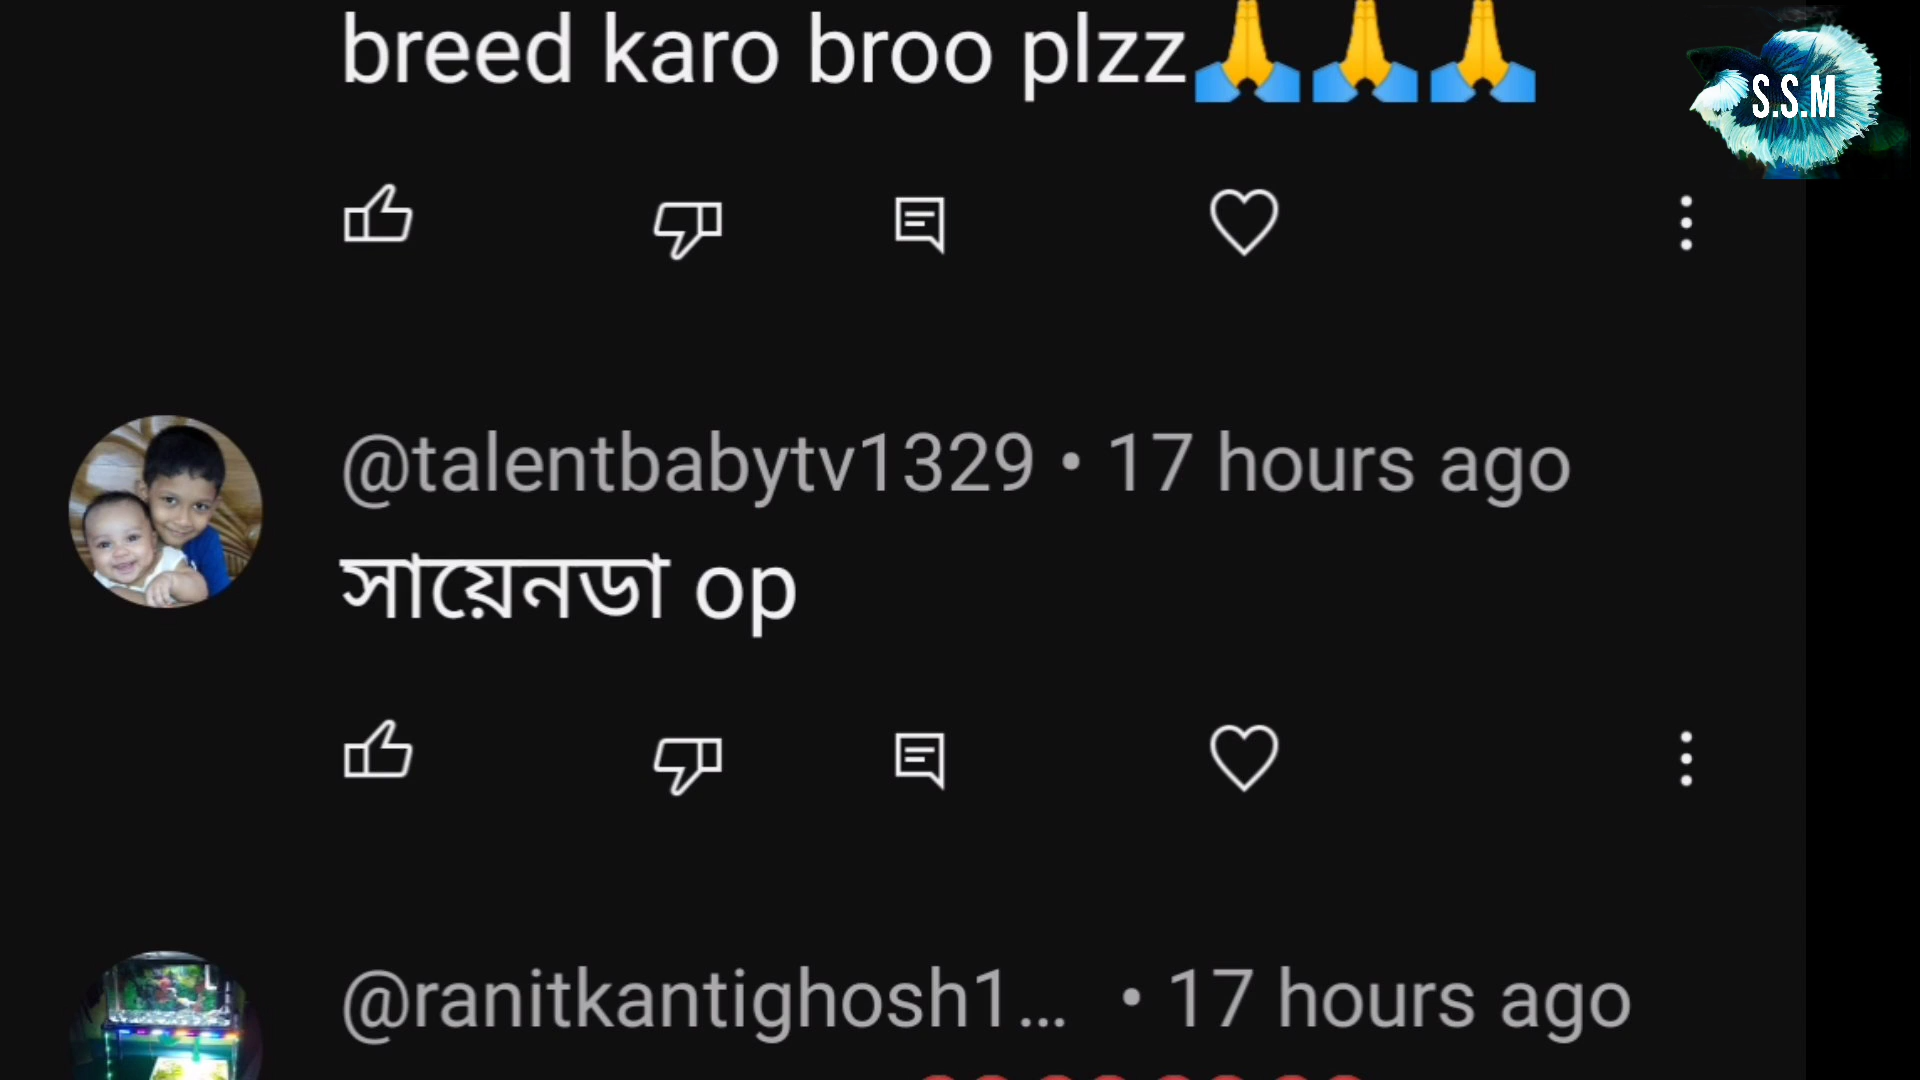 breed karo broo plzz🙏🙏🙏
S.S.M
@talentbabytv1329 • 17 hours ago
সায়েনডা op
@ranitkantighosh1... • 17 hours ago